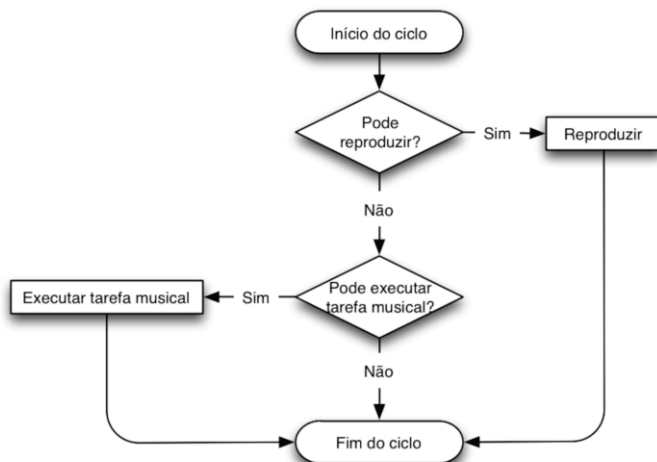 Início do ciclo
Pode
reproduzir?
Sim
Reproduzir
Não
Pode executar
tarefa musical?
Sim
Executar tarefa musical
Não
Fim do ciclo